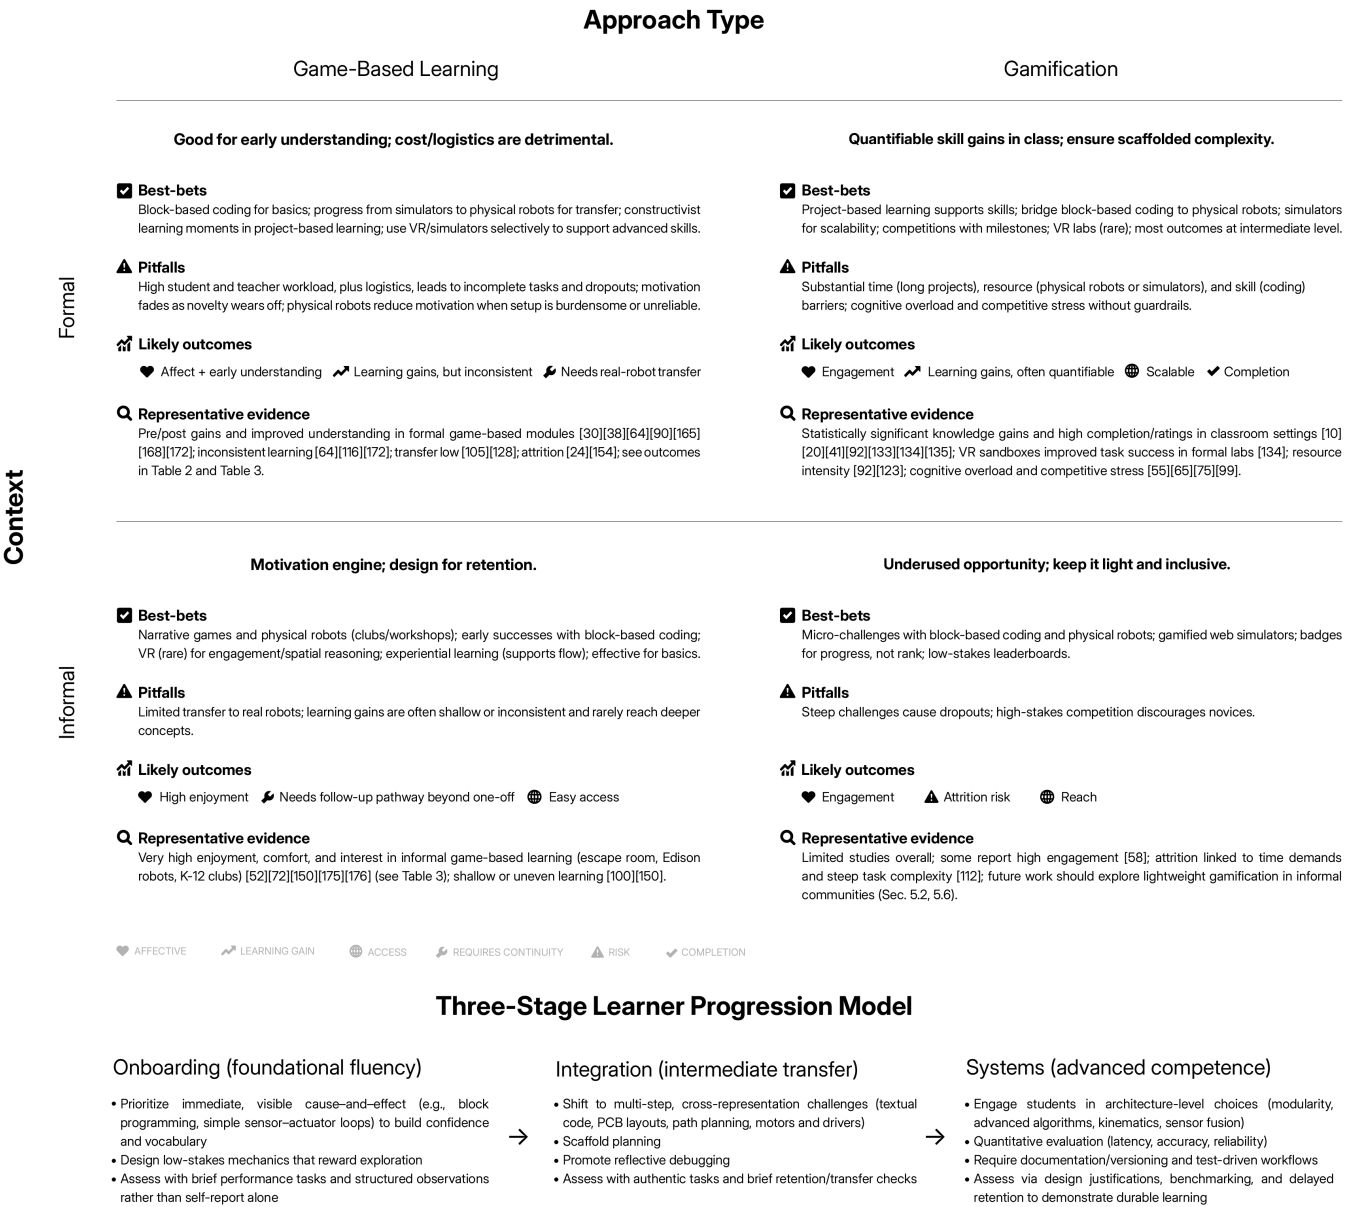 Approach Type
Game-Based Learning
Gamification
Context
Formal
Good for early understanding; cost/logistics are detrimental.
Best-bets
Block-based coding for basics; progress from simulators to physical robots for transfer; constructivist
learning moments in project-based learning; use VR/simulators selectively to support advanced skills.
Pitfalls
High student and teacher workload, plus logistics, leads to incomplete tasks and dropouts; motivation
fades as novelty wears off; physical robots reduce motivation when setup is burdensome or unreliable.
Likely outcomes
Affect + early understanding Learning gains, but inconsistent Needs real-robot transfer
Representative evidence
Pre/post gains and improved understanding in formal game-based modules [30][38][64][90][165]
[168][172]; inconsistent learning [64][116][172]; transfer low [105][128]; attrition [24][154]; see outcomes
in Table 2 and Table 3.
Quantifiable skill gains in class; ensure scaffolded complexity.
Best-bets
Project-based learning supports skills; bridge block-based coding to physical robots; simulators
for scalability; competitions with milestones; VR labs (rare); most outcomes at intermediate level.
Pitfalls
Substantial time (long projects), resource (physical robots or simulators), and skill (coding)
barriers; cognitive overload and competitive stress without guardrails.
Likely outcomes
Engagement Learning gains, often quantifiable Scalable Completion
Representative evidence
Statistically significant knowledge gains and high completion/ratings in classroom settings [10]
[20][41][92][133][134][135]; VR sandboxes improved task success in formal labs [134]; resource
intensity [92][123]; cognitive overload and competitive stress [55][65][75][99].
Informal
Motivation engine; design for retention.
Best-bets
Narrative games and physical robots (clubs/workshops); early successes with block-based coding;
VR (rare) for engagement/spatial reasoning; experiential learning (supports flow); effective for basics.
Pitfalls
Limited transfer to real robots; learning gains are often shallow or inconsistent and rarely reach deeper
concepts.
Likely outcomes
High enjoyment Needs follow-up pathway beyond one-off Easy access
Representative evidence
Very high enjoyment, comfort, and interest in informal game-based learning (escape room, Edison
robots, K-12 clubs) [52][72][150][175][176] (see Table 3); shallow or uneven learning [100][150].
Underused opportunity; keep it light and inclusive.
Best-bets
Micro-challenges with block-based coding and physical robots; gamified web simulators; badges
for progress, not rank; low-stakes leaderboards.
Pitfalls
Steep challenges cause dropouts; high-stakes competition discourages novices.
Likely outcomes
Engagement Attrition risk Reach
Representative evidence
Limited studies overall; some report high engagement [58]; attrition linked to time demands
and steep task complexity [112]; future work should explore lightweight gamification in informal
communities (Sec. 5.2, 5.6).
AFFECTIVE LEARNING GAIN ACCESS REQUIRES CONTINUITY RISK COMPLETION
Three-Stage Learner Progression Model
Onboarding (foundational fluency)
• Prioritize immediate, visible cause–and–effect (e.g., block
programming, simple sensor–actuator loops) to build confidence
and vocabulary
• Design low-stakes mechanics that reward exploration
• Assess with brief performance tasks and structured observations
rather than self-report alone
→
Integration (intermediate transfer)
• Shift to multi-step, cross-representation challenges (textual
code, PCB layouts, path planning, motors and drivers)
• Scaffold planning
• Promote reflective debugging
• Assess with authentic tasks and brief retention/transfer checks
→
Systems (advanced competence)
• Engage students in architecture-level choices (modularity,
advanced algorithms, kinematics, sensor fusion)
• Quantitative evaluation (latency, accuracy, reliability)
• Require documentation/versioning and test-driven workflows
• Assess via design justifications, benchmarking, and delayed
retention to demonstrate durable learning